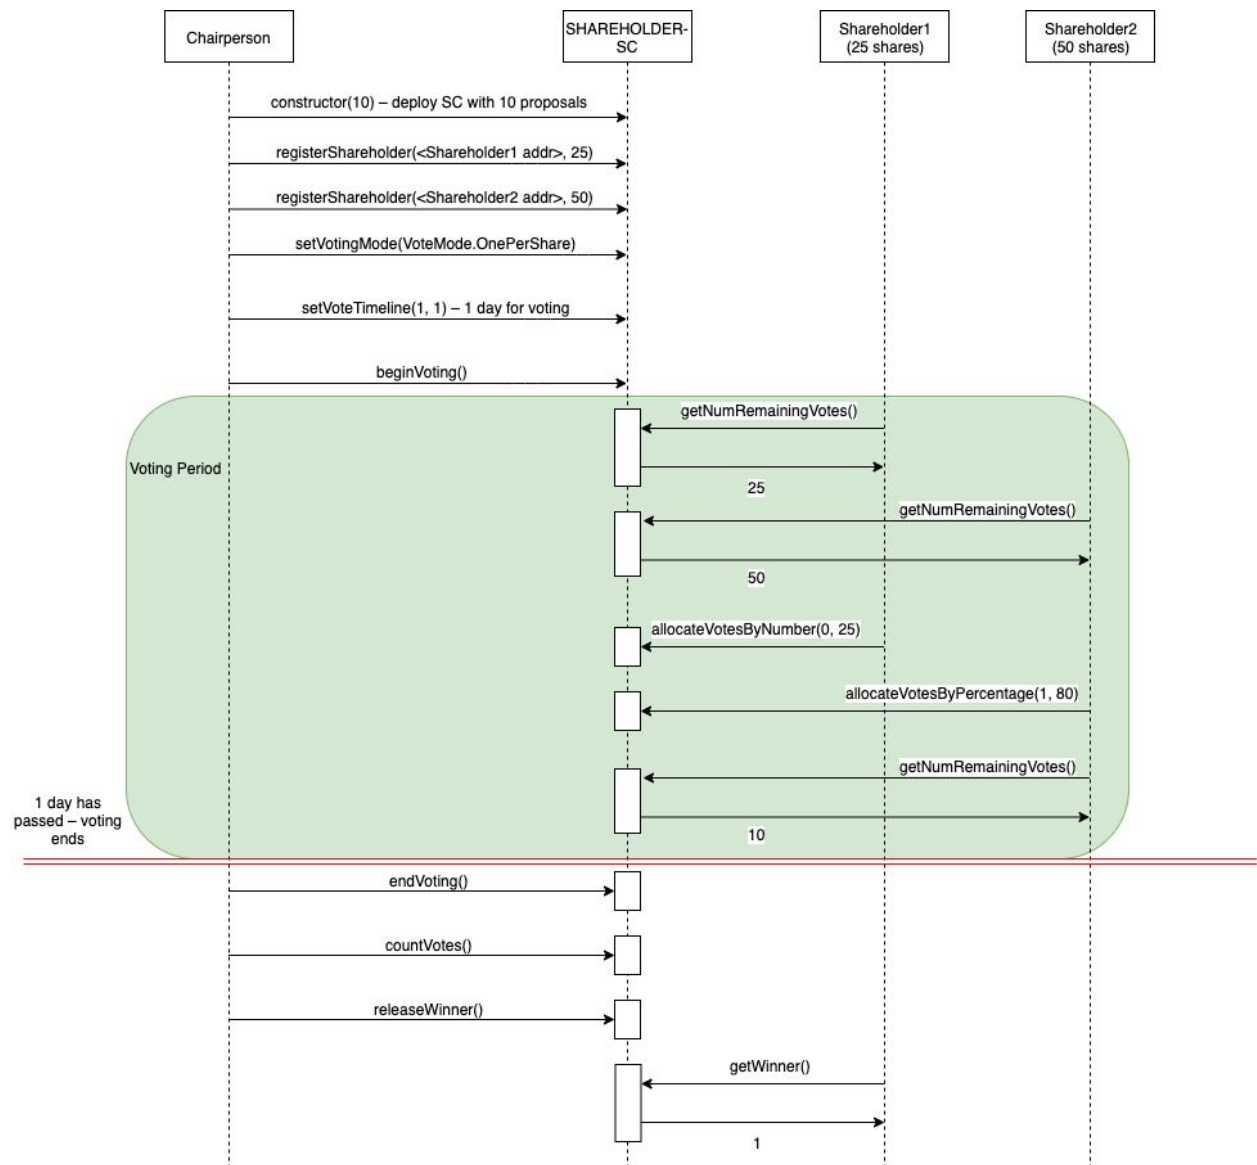 Chairperson
SHAREHOLDER-
SC
Shareholder1
(25 shares)
Shareholder2
(50 shares)
constructor(10) – deploy SC with 10 proposals
registerShareholder(<Shareholder1 addr>, 25)
registerShareholder(<Shareholder2 addr>, 50)
setVotingMode(VoteMode.OnePerShare)
setVoteTimeline(1, 1) – 1 day for voting
beginVoting()
getNumRemainingVotes()
Voting Period
25
getNumRemainingVotes()
50
allocateVotesByNumber(0, 25)
allocateVotesByPercentage(1, 80)
getNumRemainingVotes()
1 day has
passed – voting
ends
10
endVoting()
countVotes()
releaseWinner()
getWinner()
1